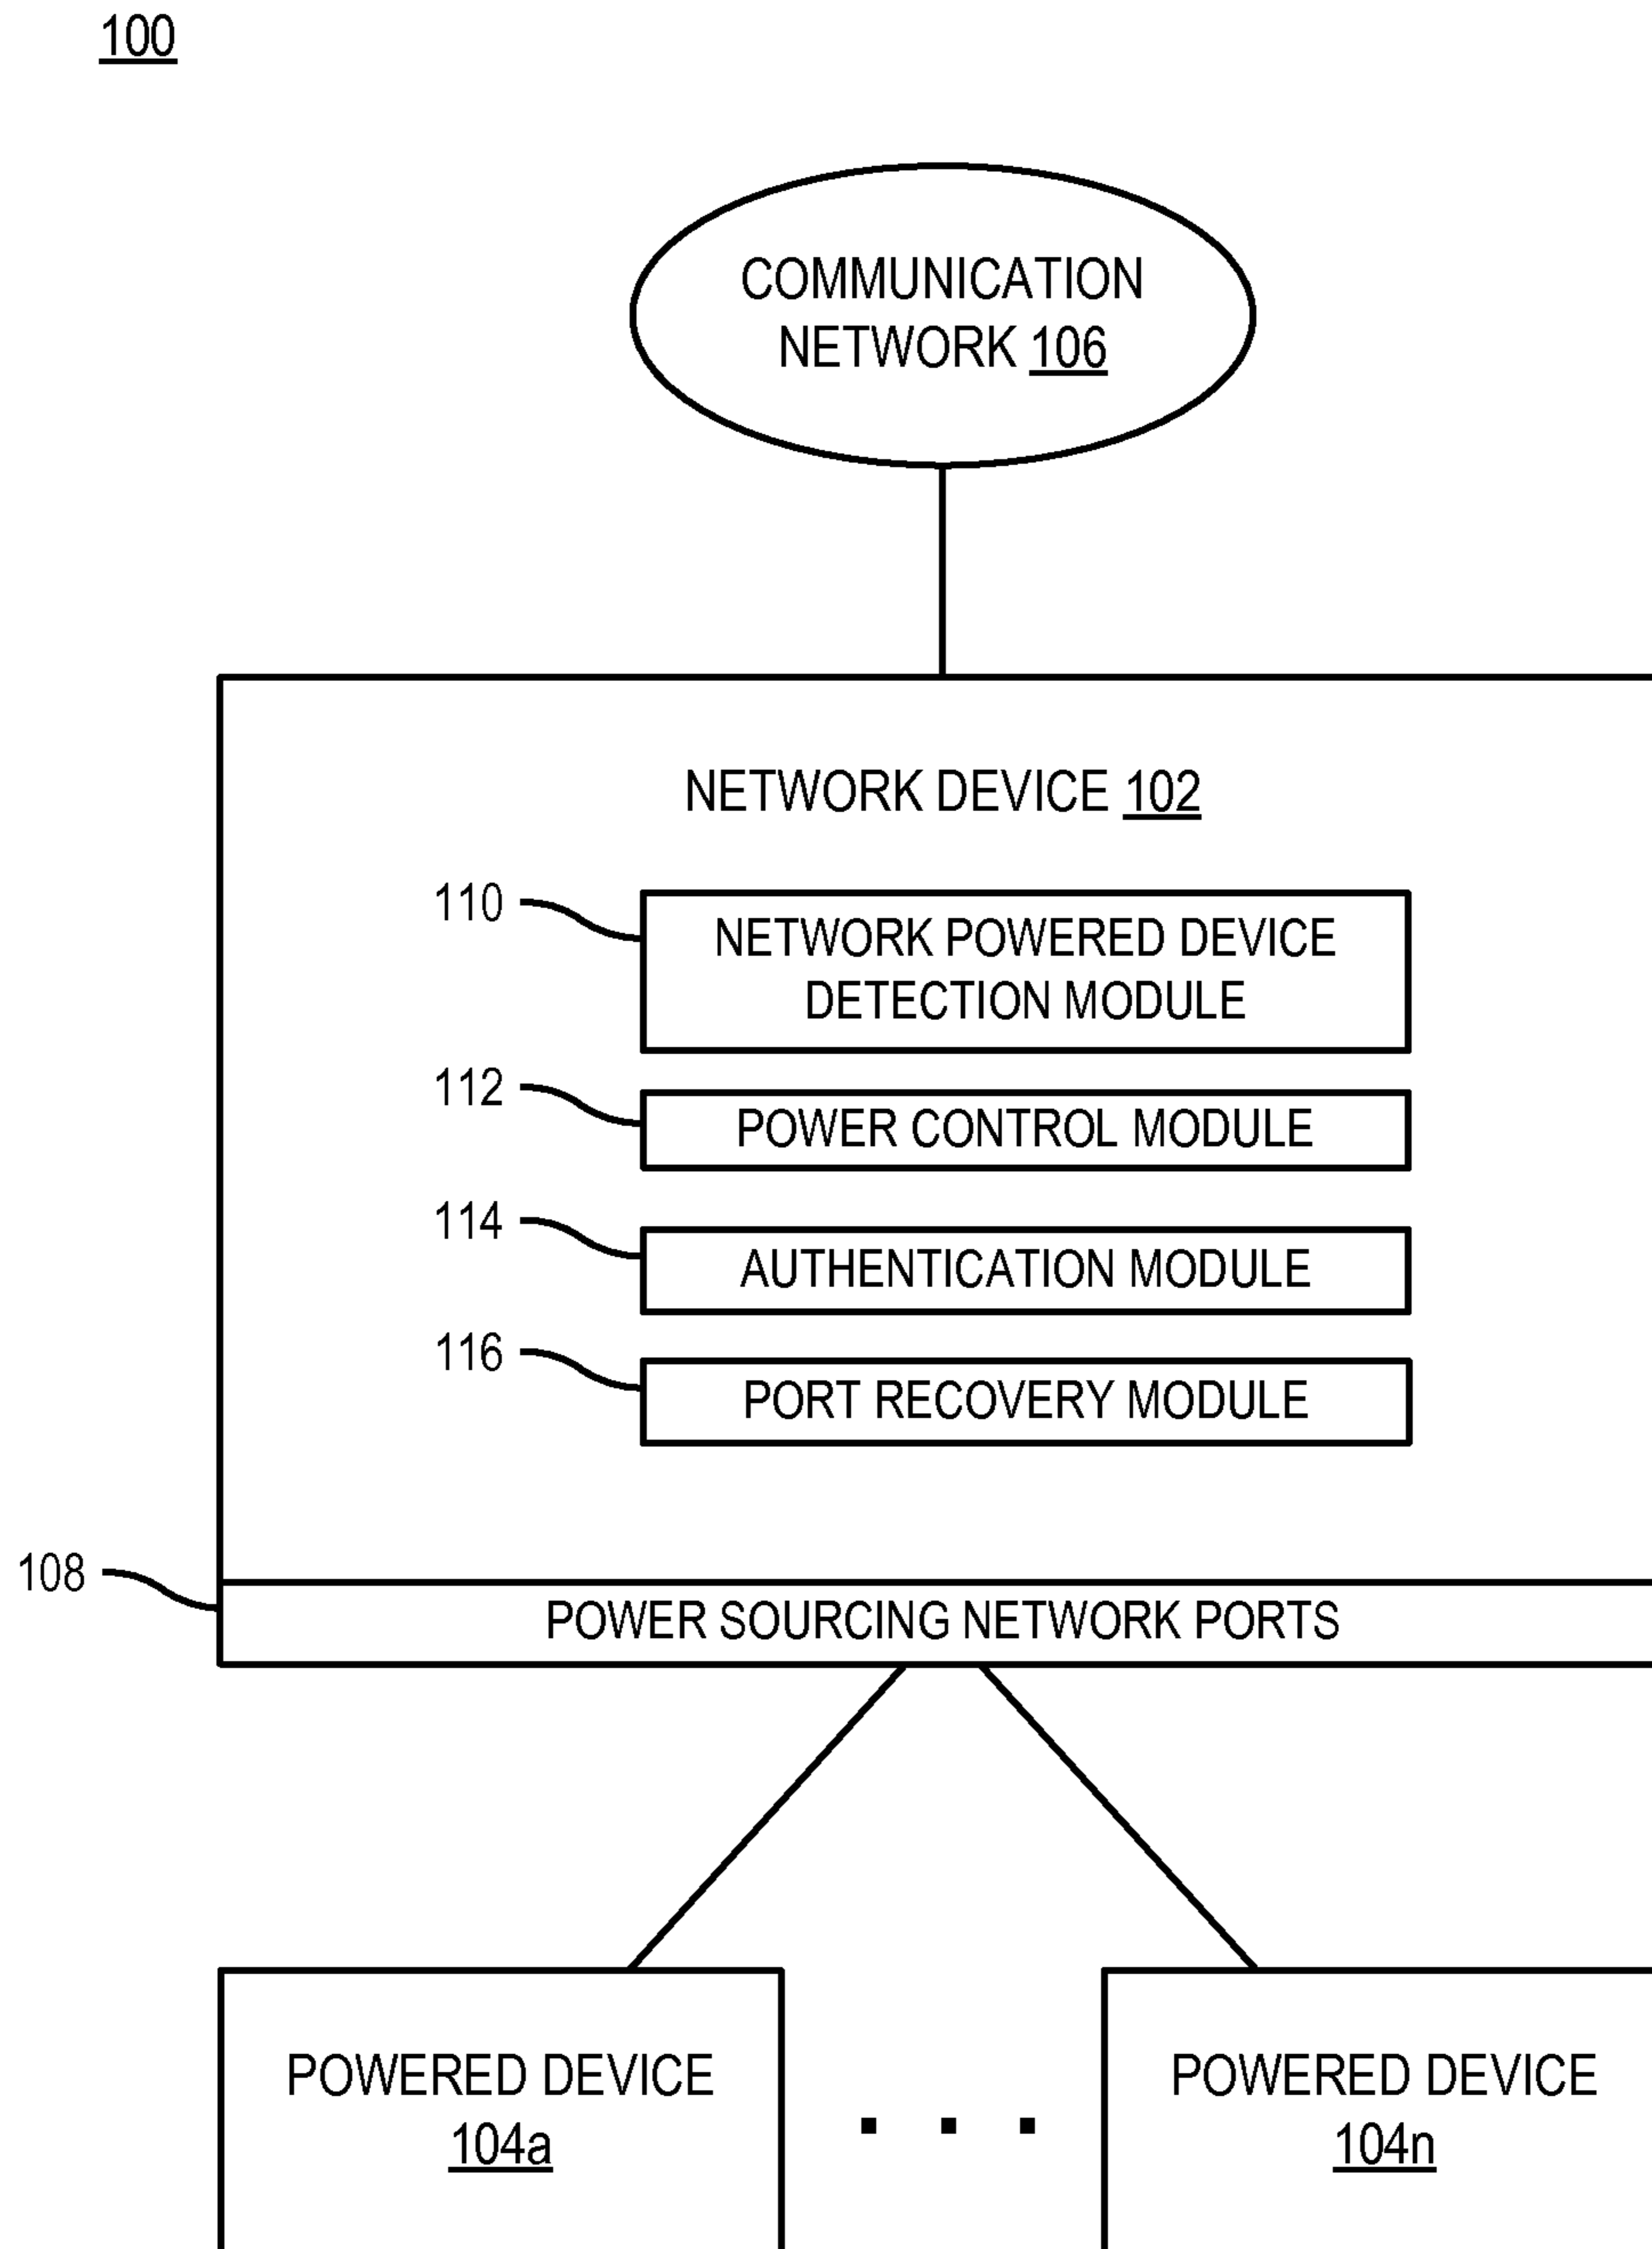 100
COMMUNICATION
NETWORK 106
NETWORK DEVICE 102
110
NETWORK POWERED DEVICE
DETECTION MODULE
112
POWER CONTROL MODULE
114
AUTHENTICATION MODULE
116
PORT RECOVERY MODULE
108
POWER SOURCING NETWORK PORTS
POWERED DEVICE
104a
. . .
POWERED DEVICE
104n